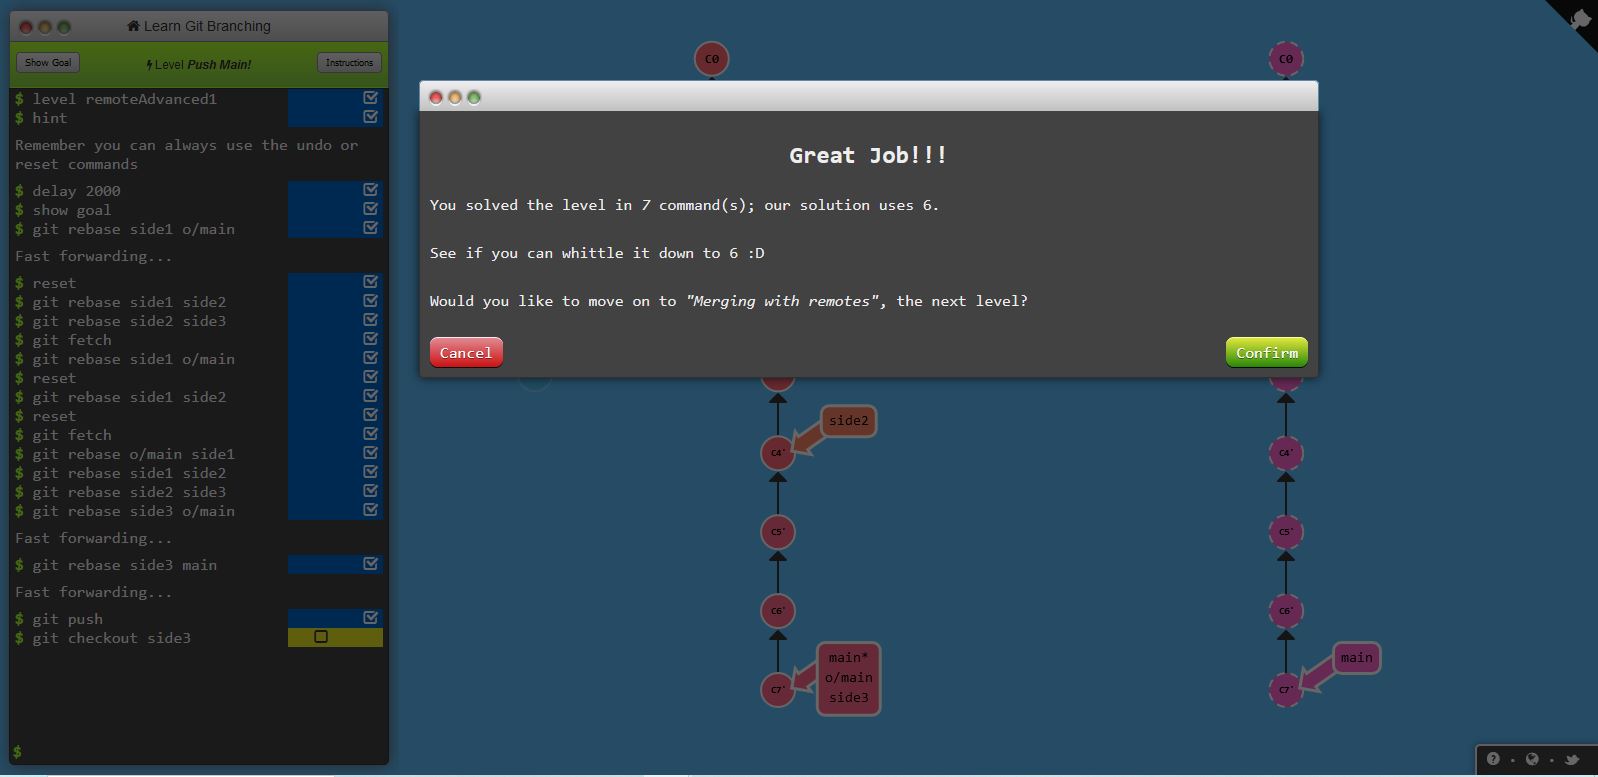 Learn Git Branching
Show Goal
Level Push Main!
Instructions
$ level remoteAdvanced1
$ hint
Remember you can always use the undo or
reset commands
$ delay 2000
$ show goal
$ git rebase side1 o/main
Fast forwarding...
$ reset
$ git rebase side1 side2
$ git rebase side2 side3
$ git fetch
$ git rebase side1 o/main
$ reset
$ git rebase side1 side2
$ reset
$ git fetch
$ git rebase o/main side1
$ git rebase side1 side2
$ git rebase side2 side3
$ git rebase side3 o/main
Fast forwarding...
$ git rebase side3 main
Fast forwarding...
$ git push
$ git checkout side3
$
C0
C0
Great Job!!!
You solved the level in 7 command(s); our solution uses 6.
See if you can whittle it down to 6 :D
Would you like to move on to "Merging with remotes", the next level?
Cancel
Confirm
side2
C4'
C4'
C5'
C5'
C6'
C6'
main*
o/main
side3
C7'
main
C7'
?